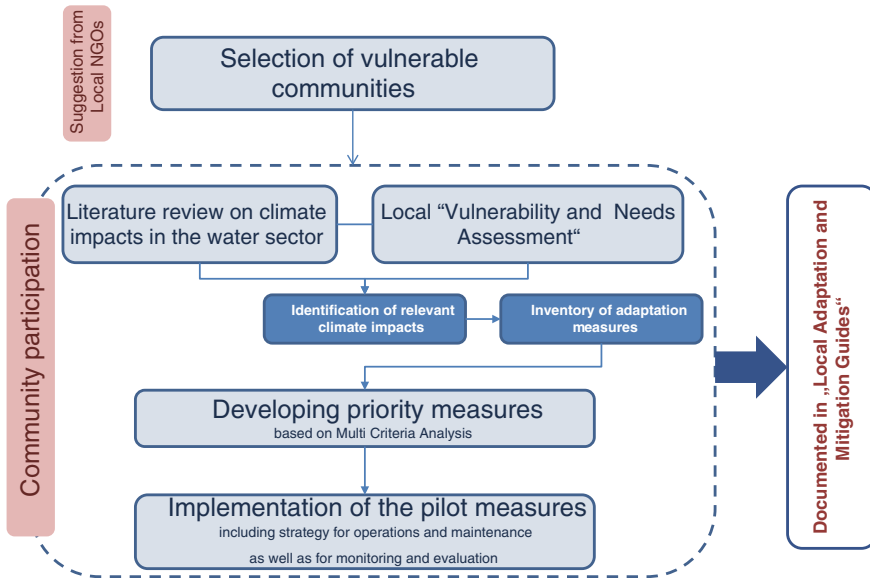 Suggestion from
Local NGOs
Selection of vulnerable
communities
Community participation
Literature review on climate
impacts in the water sector
Local “Vulnerability and Needs
Assessment“
Identification of relevant
climate impacts
Inventory of adaptation
measures
Developing priority measures
based on Multi Criteria Analysis
Implementation of the pilot measures
including strategy for operations and maintenance
as well as for monitoring and evaluation
Documented in „Local Adaptation and
Mitigation Guides“